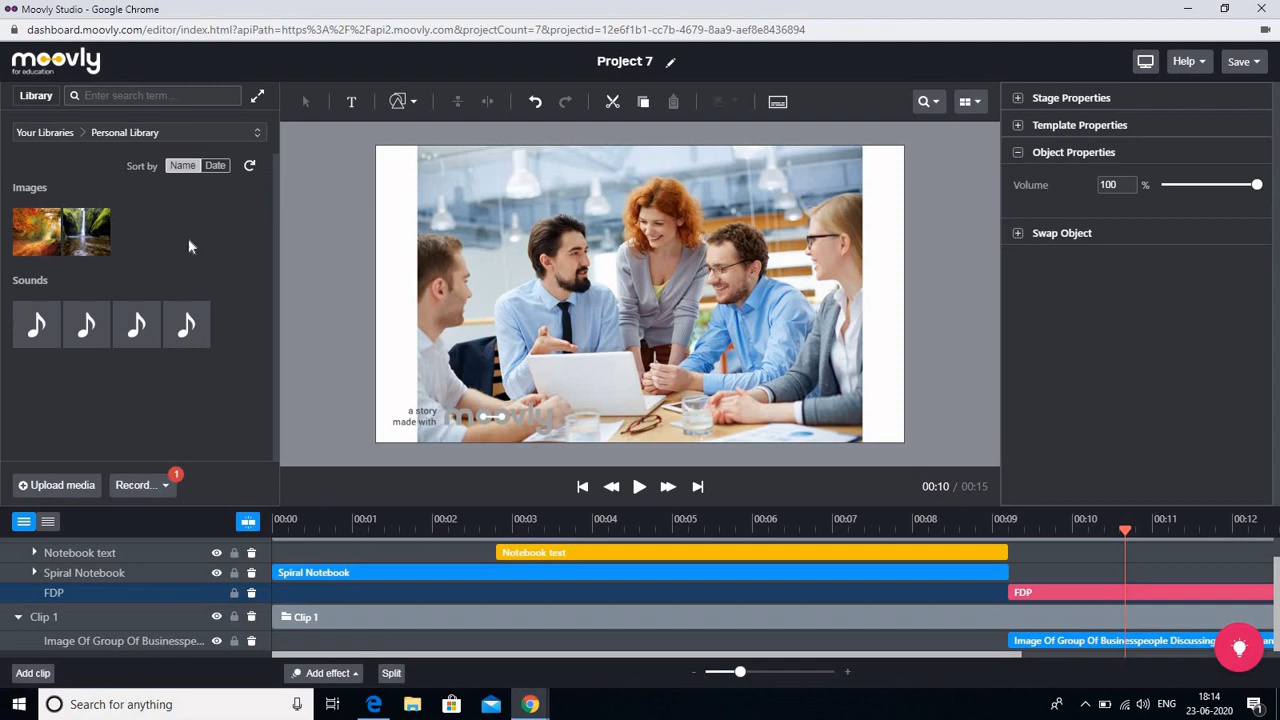 Moovly Studio - Google Chrome
dashboard.moovly.com/editor/index.html?apiPath=https%3A%2F%2Fapi2.moovly.com&projectCount=7&projectid=12e6f1b1-cc7b-4679-8aa9-aef8e8436894
moovly
for education
Project 7
Help
Save
Library
Enter search term...
T
Your Libraries
Personal Library
Sort by
Name
Date
Images
Sounds
Upload media
Record...
1
a story
made with
moovly
00:10 / 00:15
Stage Properties
Template Properties
Object Properties
Volume
100
%
Swap Object
00:00
00:01
00:02
00:03
00:04
00:05
00:06
00:07
00:08
00:09
00:10
00:11
00:12
Notebook text
Notebook text
Spiral Notebook
Spiral Notebook
FDP
FDP
Clip 1
Clip 1
Image Of Group Of Businesspe...
Image Of Group Of Businesspeople Discussing
Add clip
Add effect
Split
-
+
Search for anything
ENG
18:14
23-06-2020
1